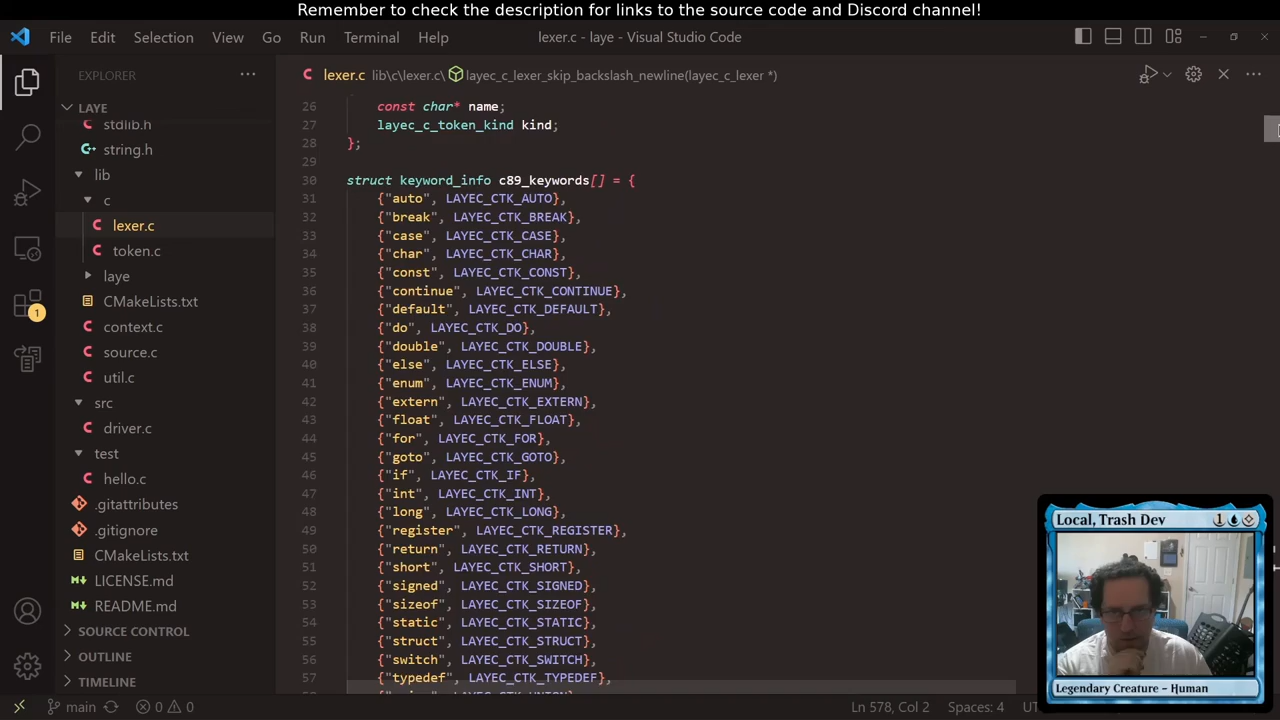 Remember to check the description for links to the source code and Discord channel!
File Edit Selection View Go Run Terminal Help lexer.c - laye - Visual Studio Code
EXPLORER
LAYE
stdlib.h
string.h
lib
c
lexer.c
token.c
laye
CMakeLists.txt
context.c
source.c
util.c
src
driver.c
test
hello.c
.gitattributes
.gitignore
CMakeLists.txt
LICENSE.md
README.md
SOURCE CONTROL
OUTLINE
TIMELINE
1
lexer.c lib\c\lexer.c\ layec_c_lexer_skip_backslash_newline(layec_c_lexer *)
26 const char* name;
27 layec_c_token_kind kind;
28 };
29
30 struct keyword_info c89_keywords[] = {
31 {"auto", LAYEC_CTK_AUTO},
32 {"break", LAYEC_CTK_BREAK},
33 {"case", LAYEC_CTK_CASE},
34 {"char", LAYEC_CTK_CHAR},
35 {"const", LAYEC_CTK_CONST},
36 {"continue", LAYEC_CTK_CONTINUE},
37 {"default", LAYEC_CTK_DEFAULT},
38 {"do", LAYEC_CTK_DO},
39 {"double", LAYEC_CTK_DOUBLE},
40 {"else", LAYEC_CTK_ELSE},
41 {"enum", LAYEC_CTK_ENUM},
42 {"extern", LAYEC_CTK_EXTERN},
43 {"float", LAYEC_CTK_FLOAT},
44 {"for", LAYEC_CTK_FOR},
45 {"goto", LAYEC_CTK_GOTO},
46 {"if", LAYEC_CTK_IF},
47 {"int", LAYEC_CTK_INT},
48 {"long", LAYEC_CTK_LONG},
49 {"register", LAYEC_CTK_REGISTER},
50 {"return", LAYEC_CTK_RETURN},
51 {"short", LAYEC_CTK_SHORT},
52 {"signed", LAYEC_CTK_SIGNED},
53 {"sizeof", LAYEC_CTK_SIZEOF},
54 {"static", LAYEC_CTK_STATIC},
55 {"struct", LAYEC_CTK_STRUCT},
56 {"switch", LAYEC_CTK_SWITCH},
57 {"typedef", LAYEC_CTK_TYPEDEF},
Local, Trash Dev 1
Legendary Creature - Human
main 0 0 Ln 578, Col 2 Spaces: 4